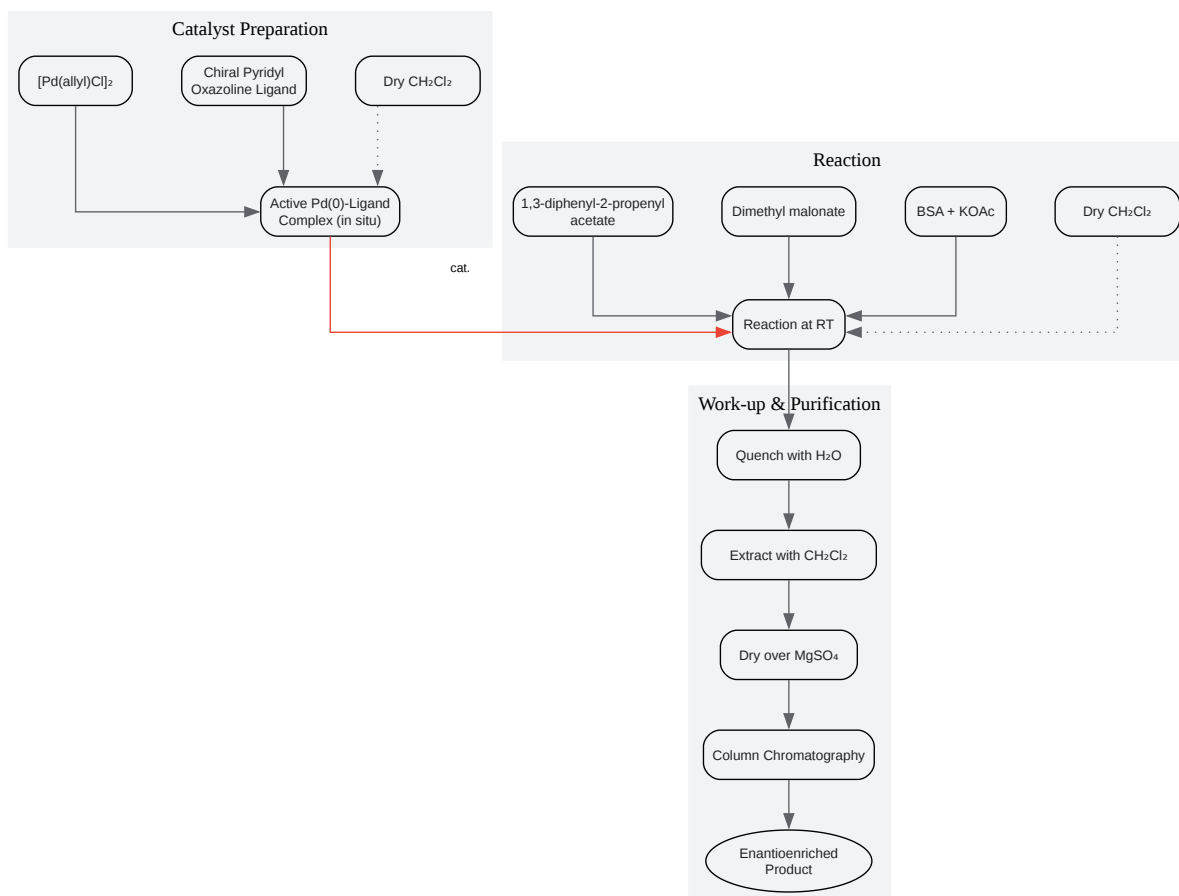 Catalyst Preparation
[Pd(allyl)Cl]₂
Chiral Pyridyl
Oxazoline Ligand
Dry CH₂Cl₂
Active Pd(0)-Ligand
Complex (in situ)
cat.
Reaction
1,3-diphenyl-2-propenyl
acetate
Dimethyl malonate
BSA + KOAc
Dry CH₂Cl₂
Reaction at RT
Work-up & Purification
Quench with H₂O
Extract with CH₂Cl₂
Dry over MgSO₄
Column Chromatography
Enantioenriched
Product